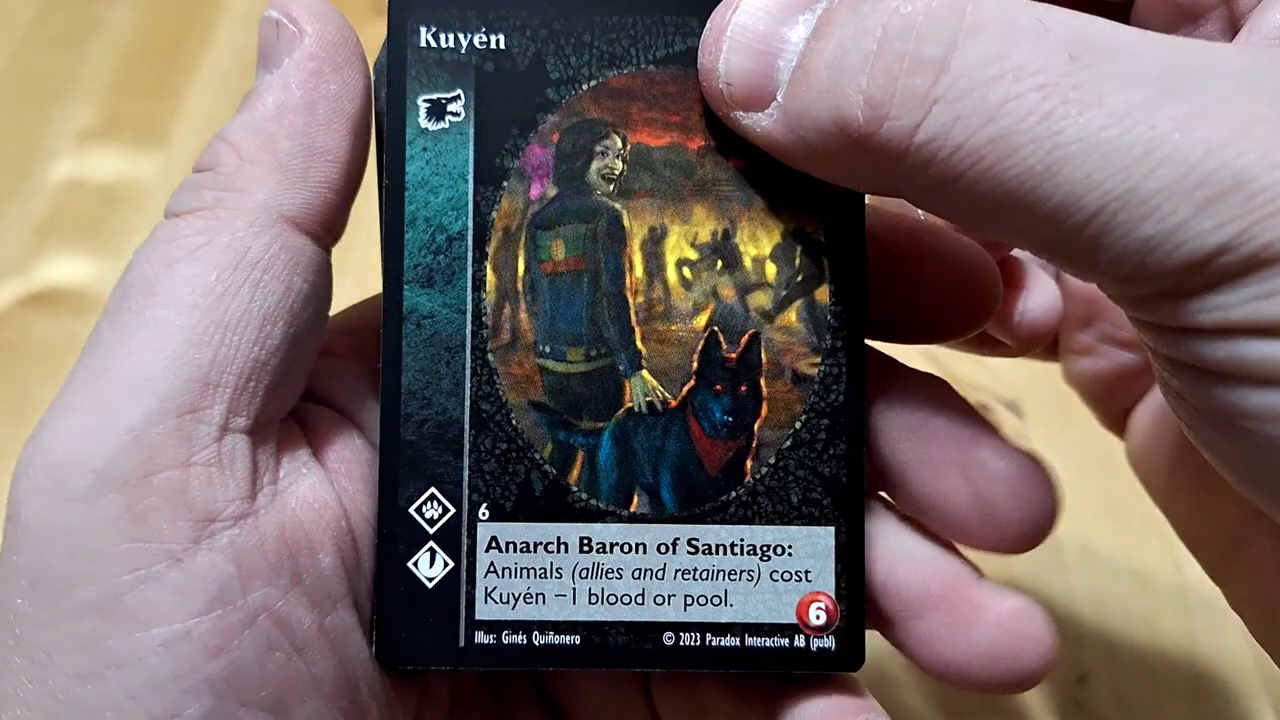 Kuyén
6
Anarch Baron of Santiago:
Animals (allies and retainers) cost
Kuyén −1 blood or pool.
6
Illus: Ginés Quiñonero © 2023 Paradox Interactive AB (publ)